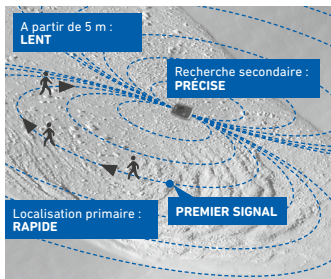 A partir de 5 m :
LENT
Recherche secondaire :
PRÉCISE
Localisation primaire :
RAPIDE
PREMIER SIGNAL